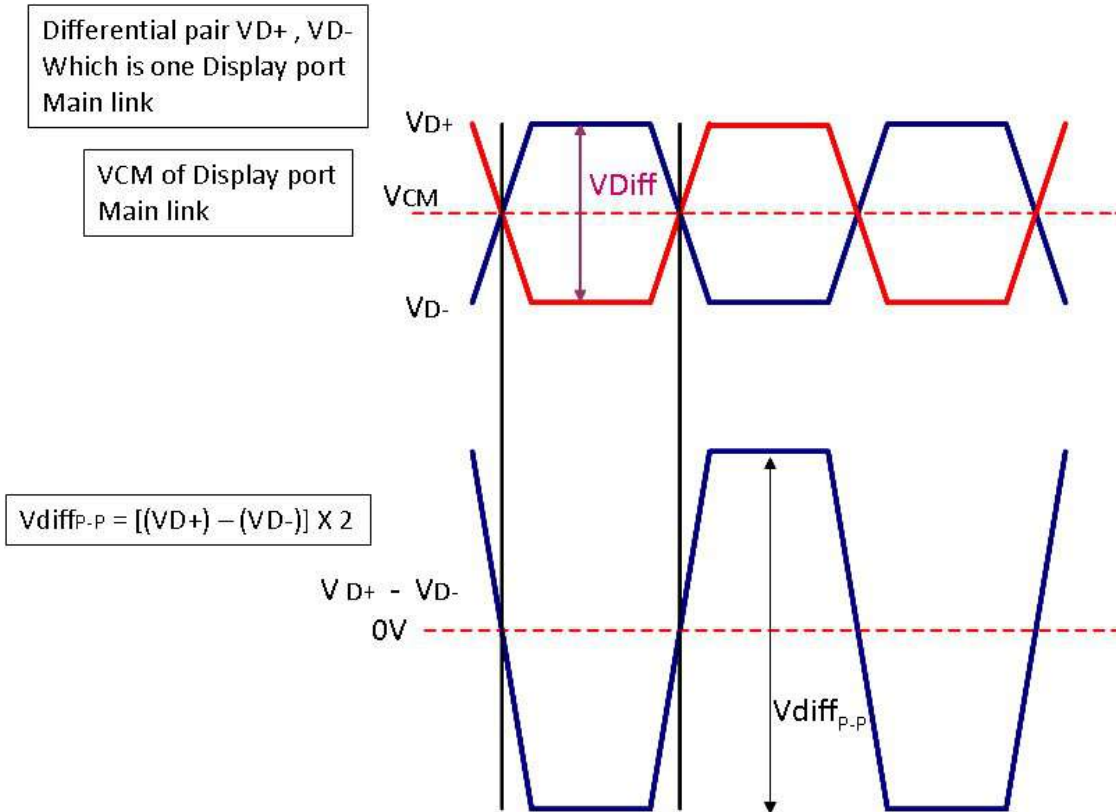 Differential pair VD+ , VD-
Which is one Display port
Main link
VD+
VCM of Display port
Main link
VCM
VDiff
VD-
VdiffP-P = [(VD+) – (VD-)] X 2
V D+ - VD-
0V
VdiffP-P